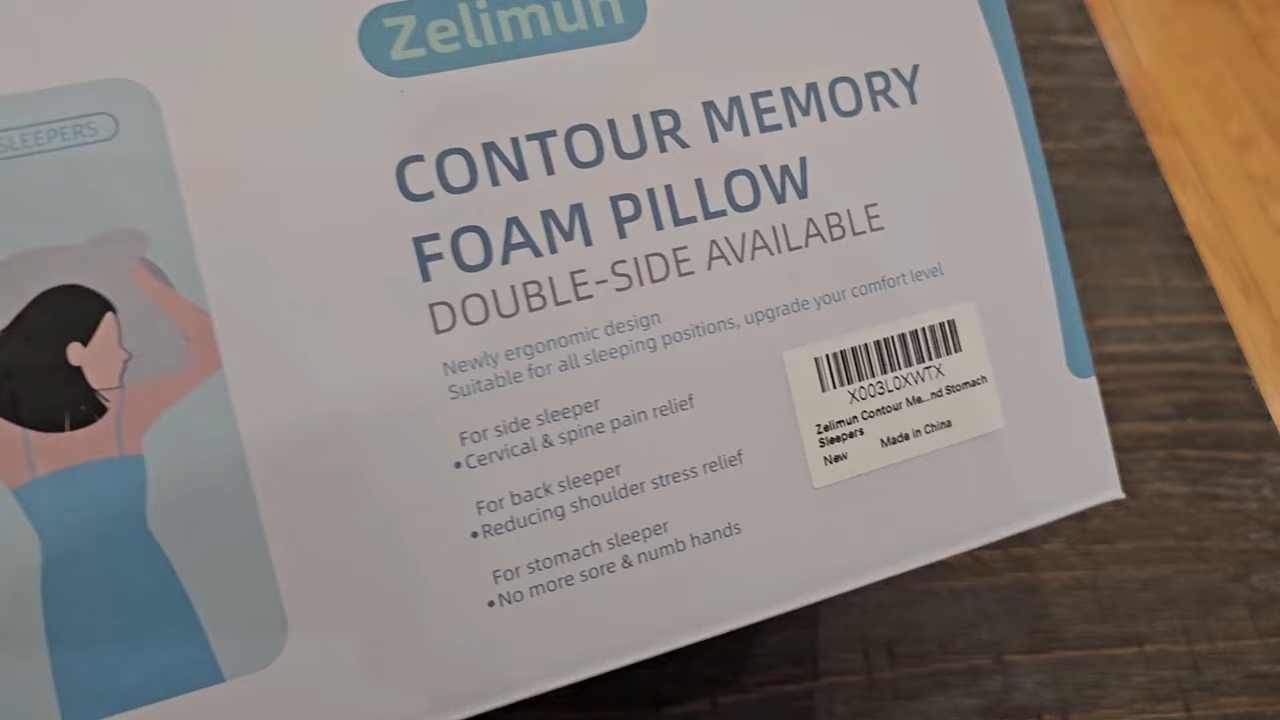 Zelimun
SLEEPERS
CONTOUR MEMORY
FOAM PILLOW
DOUBLE-SIDE AVAILABLE
Newly ergonomic design
Suitable for all sleeping positions, upgrade your comfort level
For side sleeper
•Cervical & spine pain relief
For back sleeper
•Reducing shoulder stress relief
For stomach sleeper
•No more sore & numb hands
X003L0XWTX
Zelimun Contour Me...nd Stomach
Sleepers
New Made in China